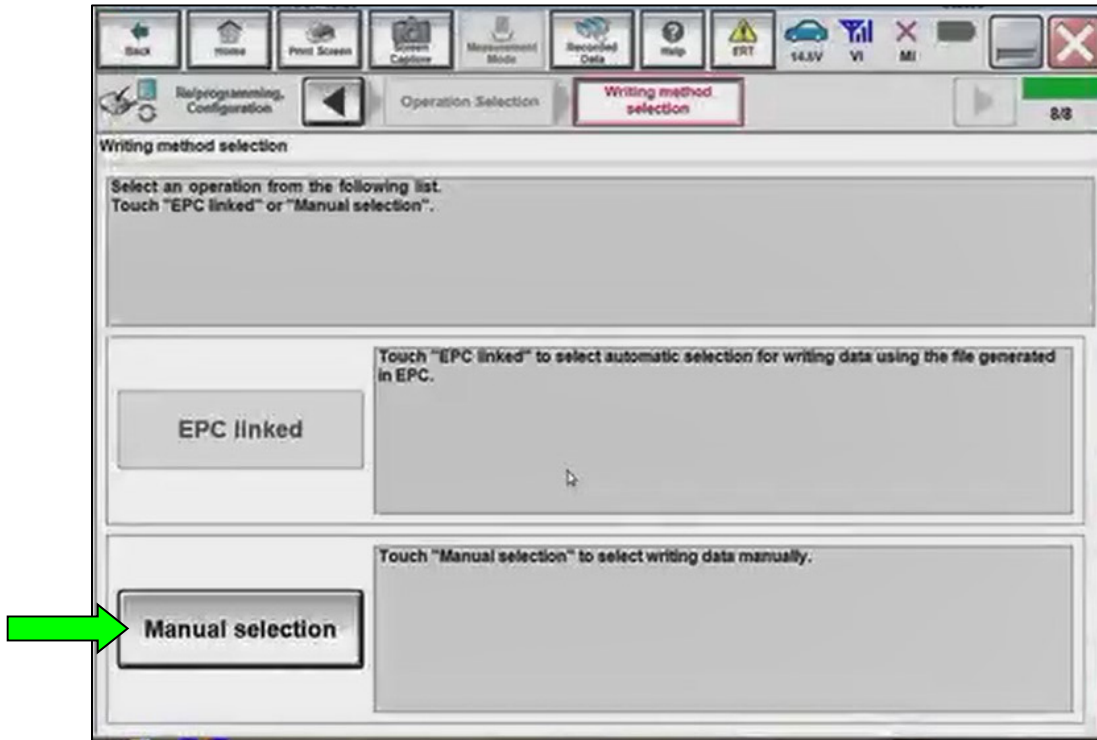 Back
Home
Print Screen
Screen Capture
Measurement Mode
Recorded Data
Help
ERT
14.5V
VI
MI
Re/programming, Configuration
Operation Selection
Writing method selection
8/8
Writing method selection
Select an operation from the following list.
Touch "EPC linked" or "Manual selection".
Touch "EPC linked" to select automatic selection for writing data using the file generated
in EPC.
EPC linked
Touch "Manual selection" to select writing data manually.
Manual selection